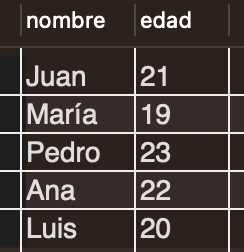 nombre edad
Juan 21
María 19
Pedro 23
Ana 22
Luis 20